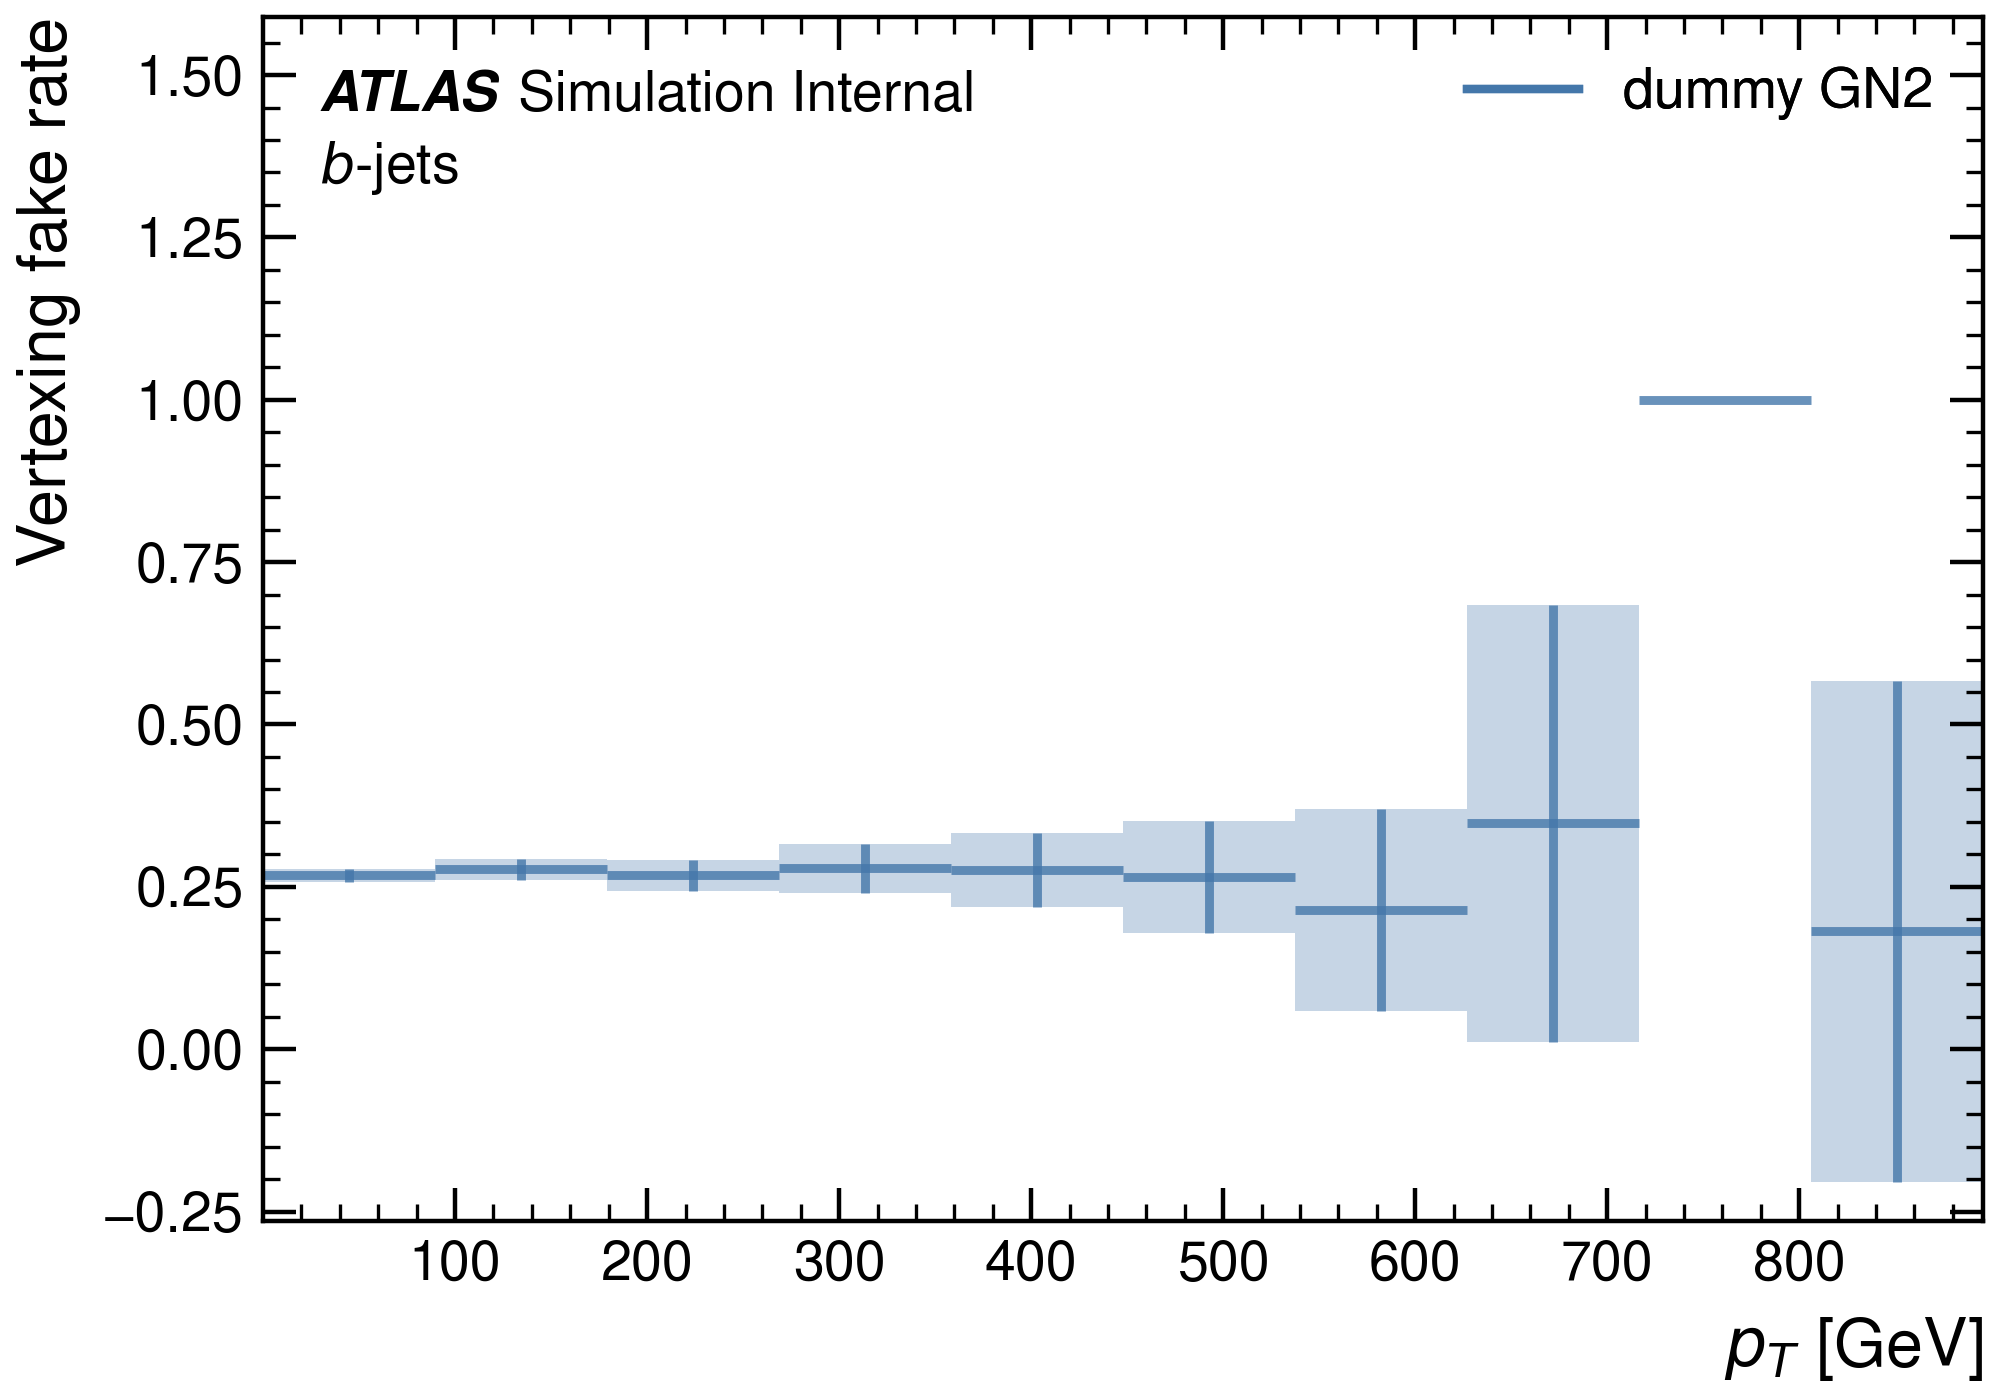 ATLAS Simulation Internal
b-jets
dummy GN2
Vertexing fake rate
1.50
1.25
1.00
0.75
0.50
0.25
0.00
−0.25
100 200 300 400 500 600 700 800
pT [GeV]